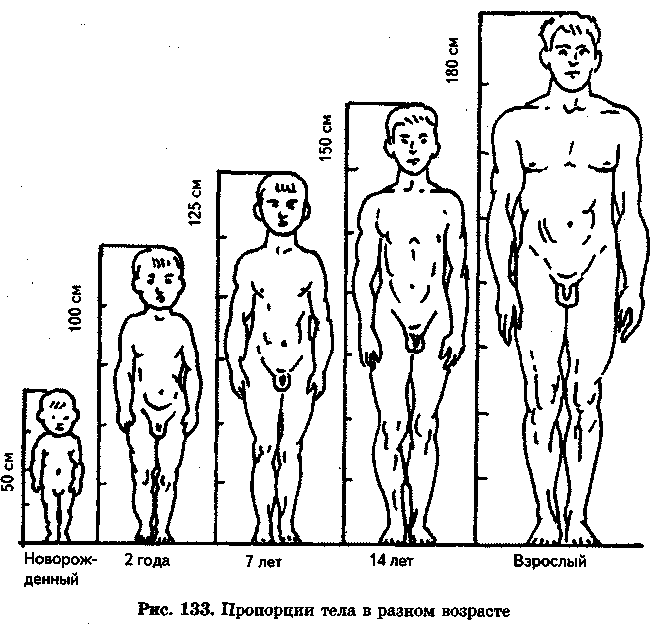 50 см
100 см
125 см
150 см
180 см
Новорож-
денный
2 года
7 лет
14 лет
Взрослый
Рис. 133. Пропорции тела в разном возрасте